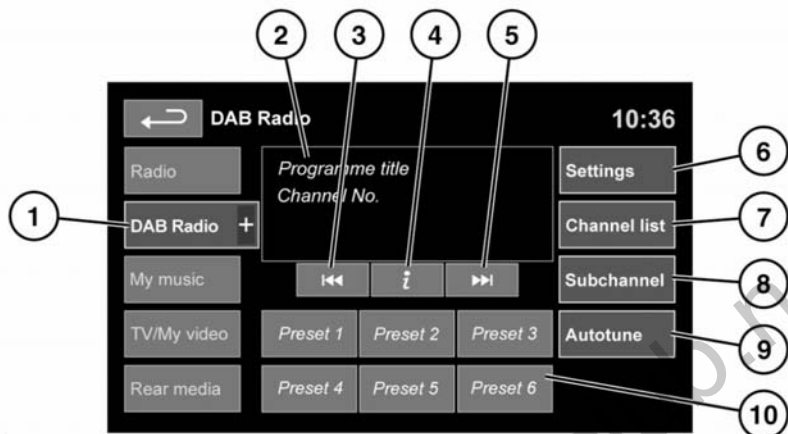 2 3 4 5
DAB Radio 10:36
Radio Programme title Settings 6
Channel No.
1 DAB Radio + Channel list 7
My music i Subchannel 8
TV/My video Preset 1 Preset 2 Preset 3 Autotune 9
Rear media Preset 4 Preset 5 Preset 6
10